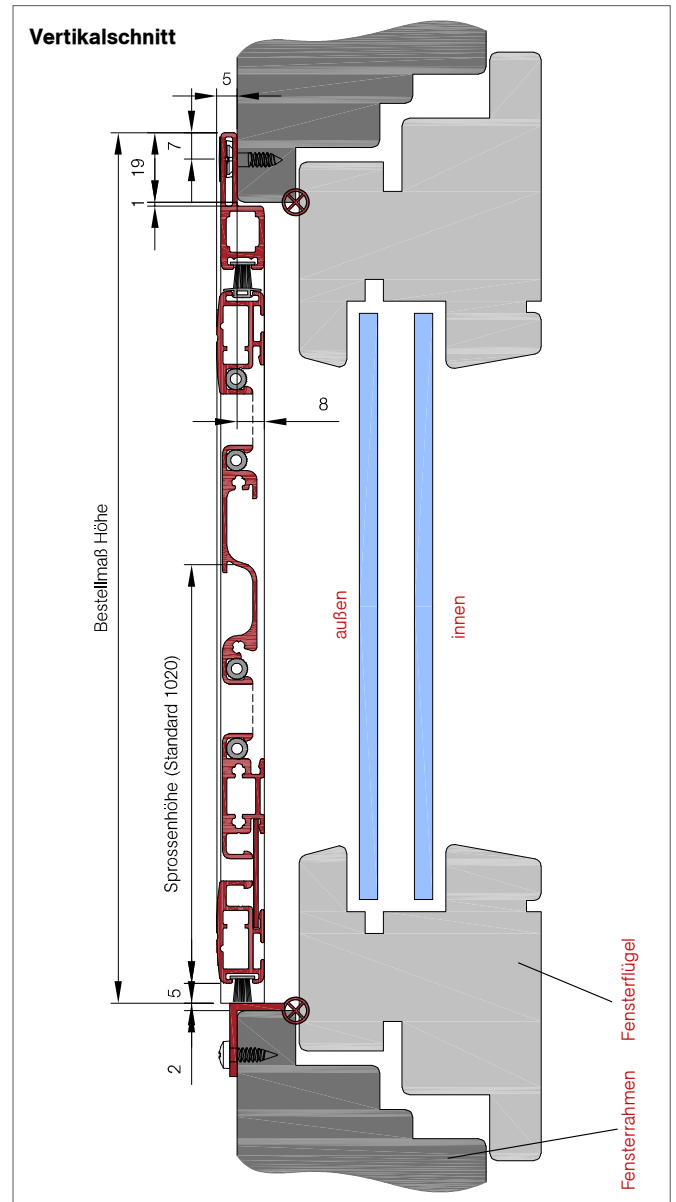 Vertikalschnitt
5
7
19
1
8
Bestellmaß Höhe
Sprossenhöhe (Standard 1020)
außen
innen
5
2
Fensterflügel
Fensterrahmen